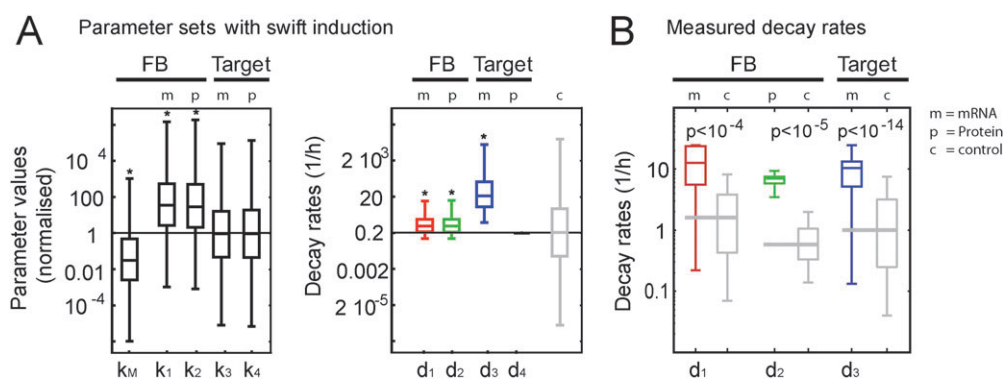 A Parameter sets with swift induction
FB Target
m p m p
* * *
Parameter values
(normalised)
10^4
100
1
0.01
10^-4
kM k1 k2 k3 k4
FB Target
m p m p c
* * *
Decay rates (1/h)
2 10^3
20
0.2
0.002
2 10^-5
d1 d2 d3 d4
B Measured decay rates
FB Target
m c p c m c
p<10^-4 p<10^-5 p<10^-14
Decay rates (1/h)
10
1
0.1
d1 d2 d3
m = mRNA
p = Protein
c = control